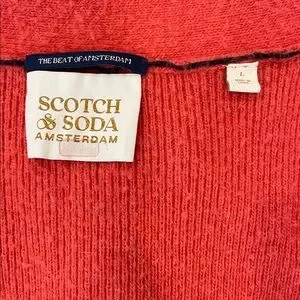 THE BEAT OF AMSTERDAM
SCOTCH
& SODA
AMSTERDAM
L